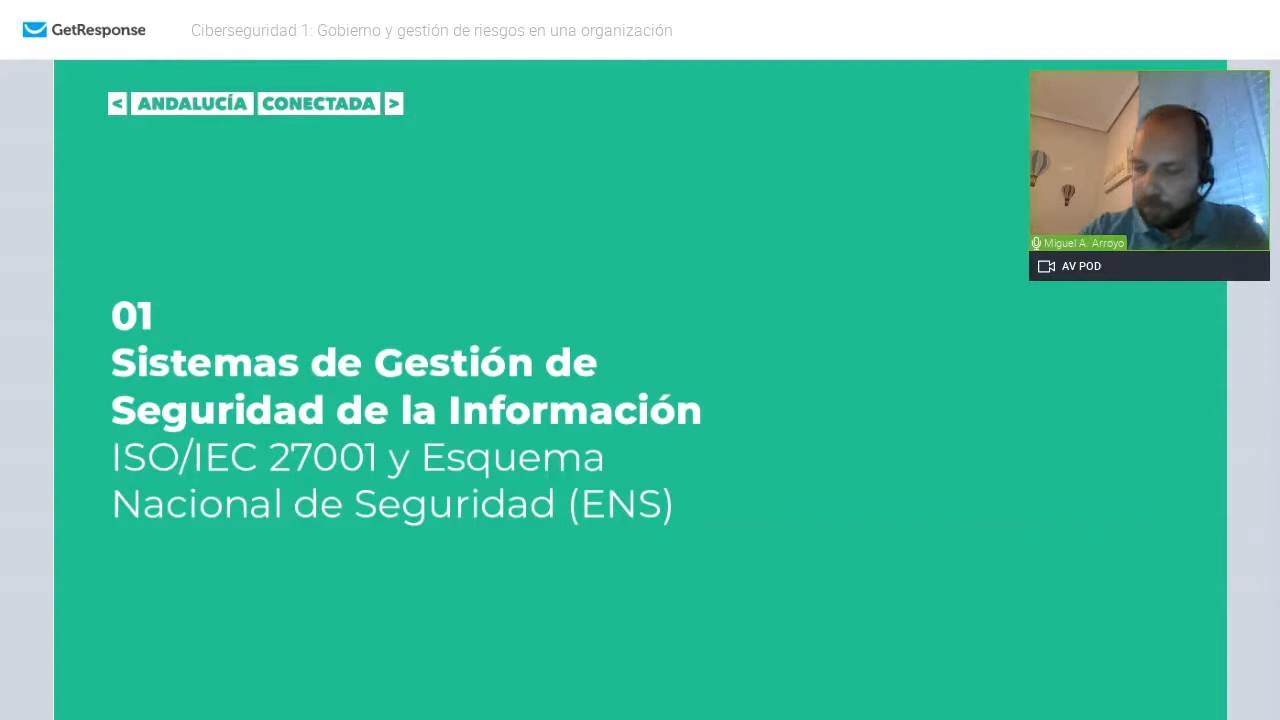 GetResponse
Ciberseguridad 1: Gobierno y gestión de riesgos en una organización
< ANDALUCÍA CONECTADA >
Miguel A. Arroyo
AV POD
01
Sistemas de Gestión de
Seguridad de la Información
ISO/IEC 27001 y Esquema
Nacional de Seguridad (ENS)